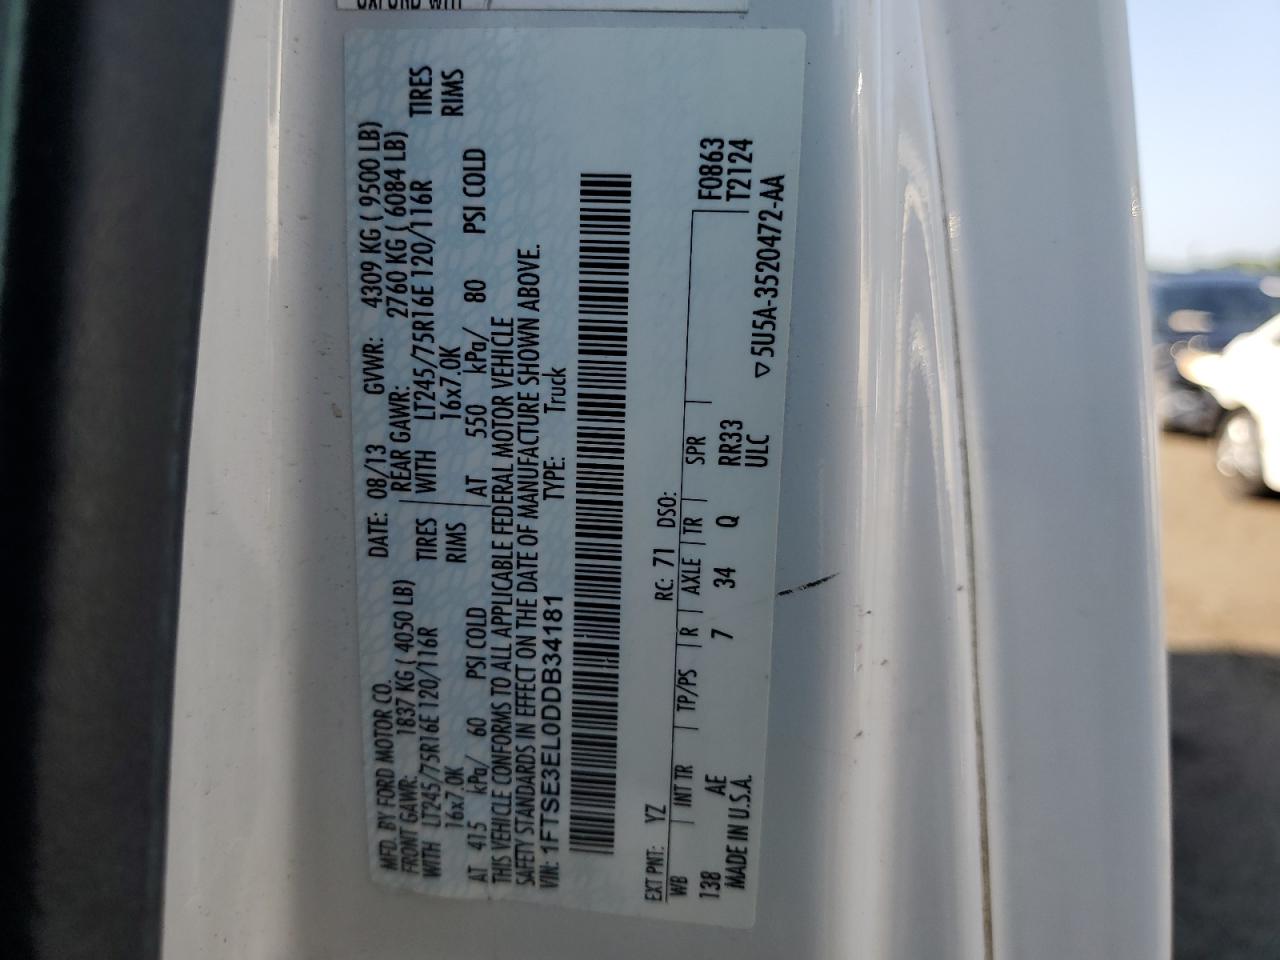 OXFORD WHIT
MFD. BY FORD MOTOR CO.
DATE: 08/13 GVWR: 4309 KG ( 9500 LB)
FRONT GAWR: 1837 KG ( 4050 LB) REAR GAWR: 2760 KG ( 6084 LB)
WITH LT245/75R16E 120/116R TIRES WITH LT245/75R16E 120/116R TIRES
16x7.0K RIMS 16x7.0K RIMS
AT 415 kPa/ 60 PSI COLD AT 550 kPa/ 80 PSI COLD
THIS VEHICLE CONFORMS TO ALL APPLICABLE FEDERAL MOTOR VEHICLE
SAFETY STANDARDS IN EFFECT ON THE DATE OF MANUFACTURE SHOWN ABOVE.
VIN: 1FTSE3EL0DDB34181 TYPE: Truck
EXT PNT: YZ RC: 71 DSO:
WB INT TR TP/PS R AXLE TR SPR F0863
138 AE 7 34 Q RR33 T2124
MADE IN U.S.A. ULC
▽5U5A-3520472-AA